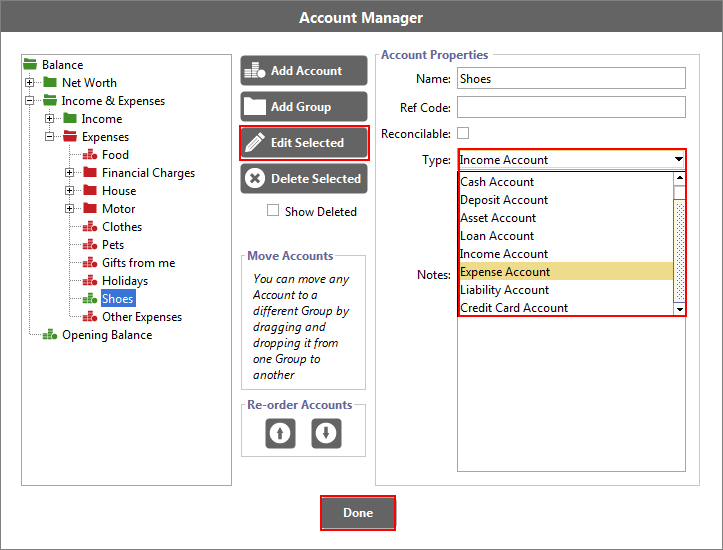 Account Manager
Balance
Net Worth
Income & Expenses
Income
Expenses
Food
Financial Charges
House
Motor
Clothes
Pets
Gifts from me
Holidays
Shoes
Other Expenses
Opening Balance
Add Account
Add Group
Edit Selected
Delete Selected
Show Deleted
Move Accounts
You can move any
Account to a
different Group by
dragging and
dropping it from
one Group to
another
Re-order Accounts
Account Properties
Name: Shoes
Ref Code:
Reconcilable:
Type: Income Account
Cash Account
Deposit Account
Asset Account
Loan Account
Income Account
Notes: Expense Account
Liability Account
Credit Card Account
Done